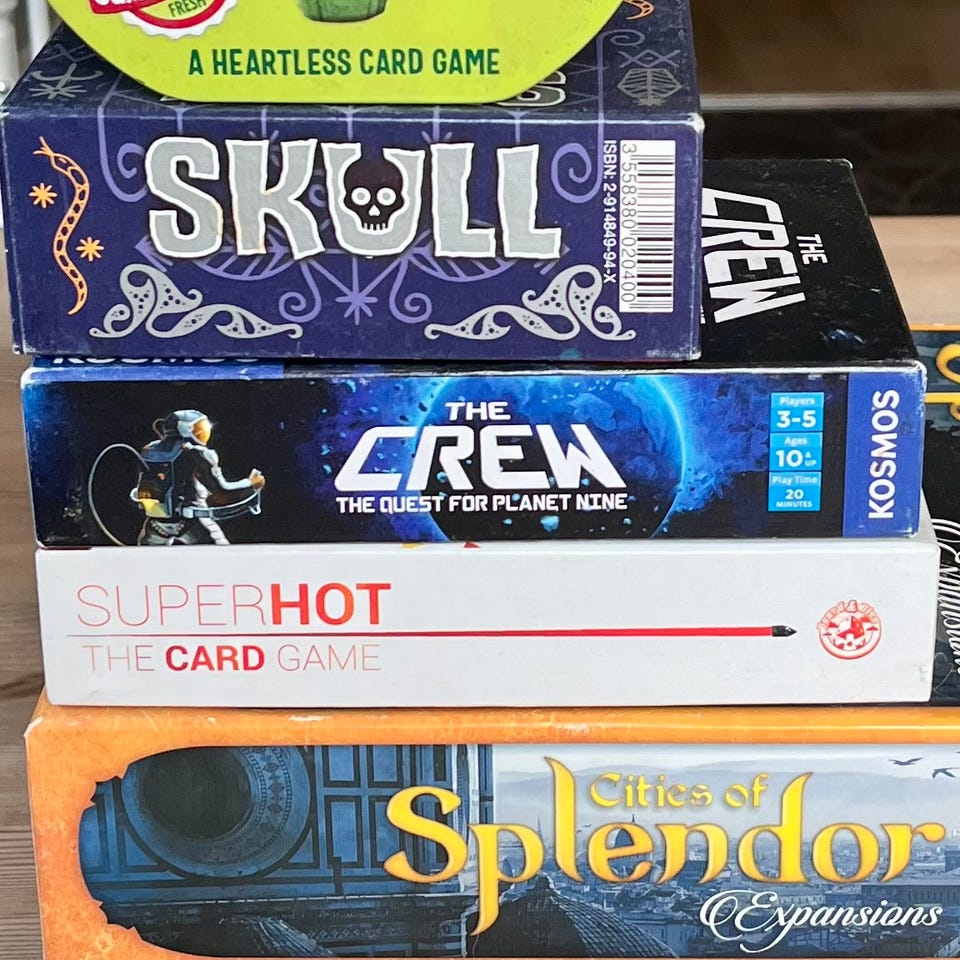 FRESH
A HEARTLESS CARD GAME
SKULL
ISBN: 2-914849-94-X
3 558380 020400
THE
CREW
KOSMOS
THE
CREW
THE QUEST FOR PLANET NINE
Players
3-5
Ages
10 & UP
Play Time
20
MINUTES
KOSMOS
SUPERHOT
THE CARD GAME
Cities of
Splendor
Expansions